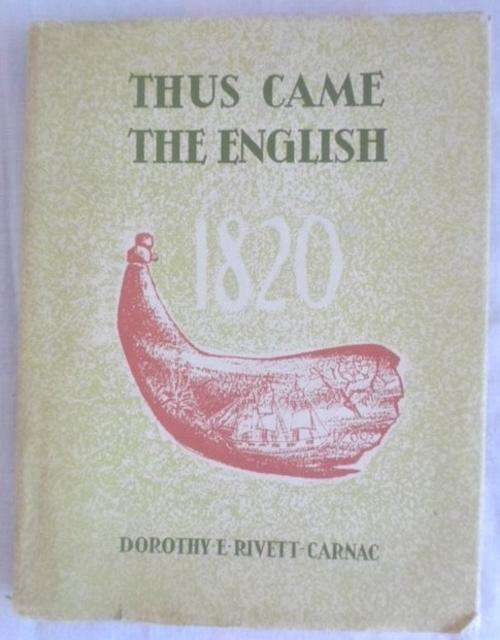 THUS CAME
THE ENGLISH
1820
DOROTHY E·RIVETT-CARNAC